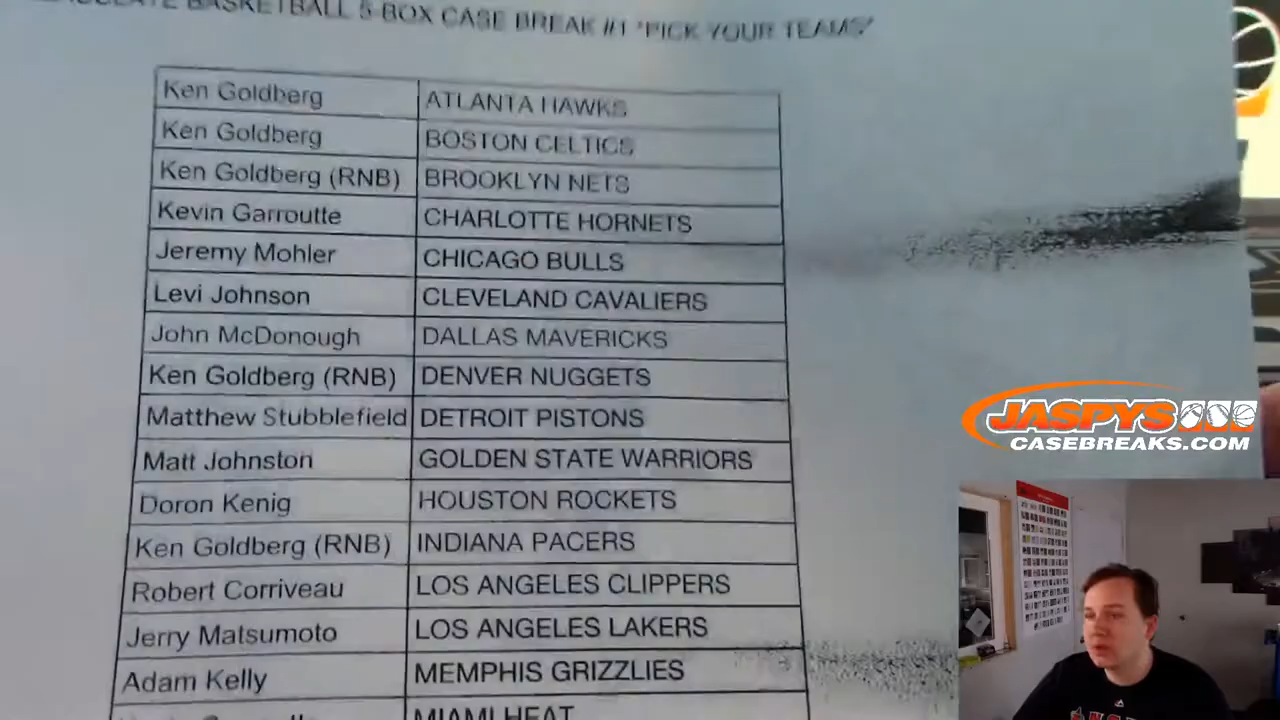 BASKETBALL 5-BOX CASE BREAK #1 "PICK YOUR TEAMS"
Ken Goldberg ATLANTA HAWKS
Ken Goldberg BOSTON CELTICS
Ken Goldberg (RNB) BROOKLYN NETS
Kevin Garroutte CHARLOTTE HORNETS
Jeremy Mohler CHICAGO BULLS
Levi Johnson CLEVELAND CAVALIERS
John McDonough DALLAS MAVERICKS
Ken Goldberg (RNB) DENVER NUGGETS
Matthew Stubblefield DETROIT PISTONS
Matt Johnston GOLDEN STATE WARRIORS
Doron Kenig HOUSTON ROCKETS
Ken Goldberg (RNB) INDIANA PACERS
Robert Corriveau LOS ANGELES CLIPPERS
Jerry Matsumoto LOS ANGELES LAKERS
Adam Kelly MEMPHIS GRIZZLIES
MIAMI HEAT
JASPYS
CASEBREAKS.COM